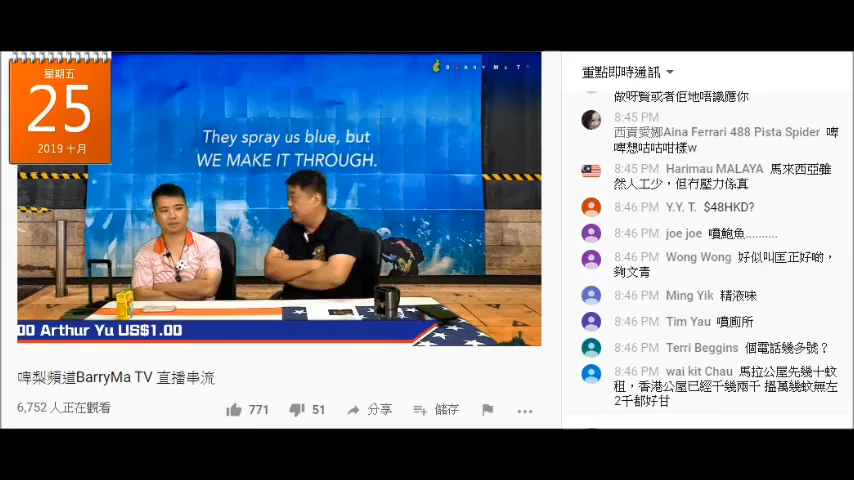 星期五
25
2019 十月
BARRYMA TV
They spray us blue, but
WE MAKE IT THROUGH.
00 Arthur Yu US$1.00
啤梨頻道BarryMa TV 直播串流
6,752 人正在觀看
771
51
分享
儲存
重點即時通訊
做呀賢或者佢地唔識應你
8:45 PM
西貢愛娜Aina Ferrari 488 Pista Spider 啤
啤想咕咕咁樣w
8:45 PM Harimau MALAYA 馬來西亞雖
然人工少，但冇壓力係真
8:46 PM Y.Y. T. $48HKD?
8:46 PM joe joe 噴鮑魚..........
8:46 PM Wong Wong 好似叫匡正好啲，
夠文青
8:46 PM Ming Yik 精液味
8:46 PM Tim Yau 噴廁所
8:46 PM Terri Beggins 個電話幾多號？
8:46 PM wai kit Chau 馬拉公屋先幾十蚊
租，香港公屋已經千幾兩千 搵萬幾蚊無左
2千都好甘